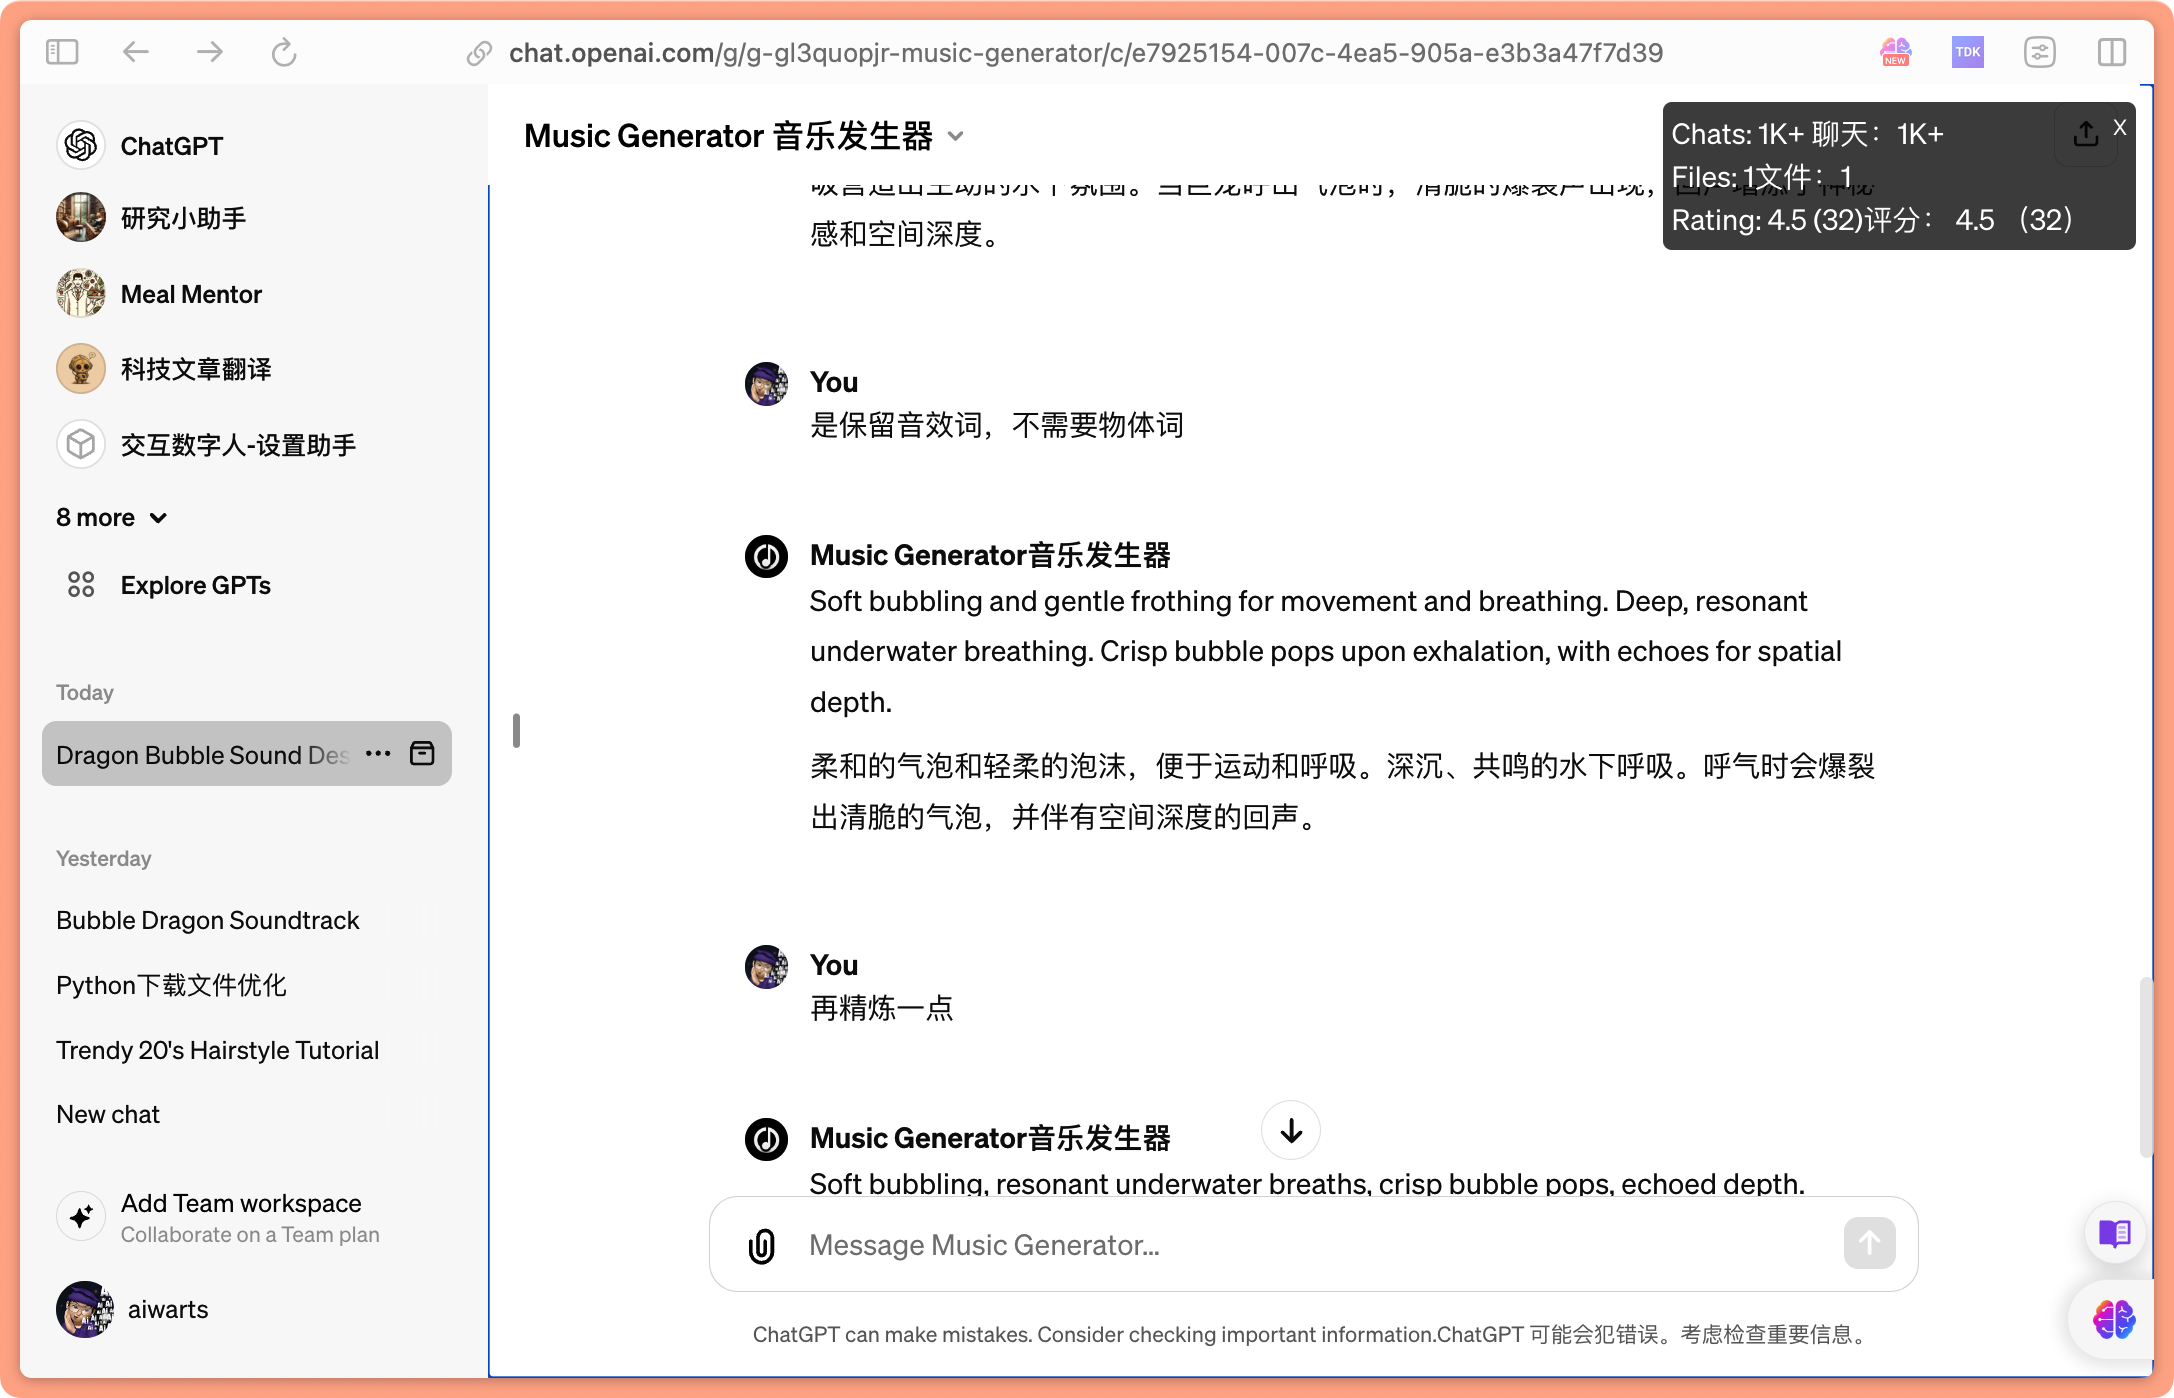 chat.openai.com/g/g-gl3quopjr-music-generator/c/e7925154-007c-4ea5-905a-e3b3a47f7d39
NEW
TDK
ChatGPT
研究小助手
Meal Mentor
科技文章翻译
交互数字人-设置助手
8 more
Explore GPTs
Today
Dragon Bubble Sound Des
Yesterday
Bubble Dragon Soundtrack
Python下载文件优化
Trendy 20's Hairstyle Tutorial
New chat
Add Team workspace
Collaborate on a Team plan
aiwarts
Music Generator 音乐发生器
Chats: 1K+ 聊天：1K+
Files: 1文件：1
Rating: 4.5 (32)评分： 4.5 （32）
X
感和空间深度。
You
是保留音效词，不需要物体词
Music Generator音乐发生器
Soft bubbling and gentle frothing for movement and breathing. Deep, resonant
underwater breathing. Crisp bubble pops upon exhalation, with echoes for spatial
depth.
柔和的气泡和轻柔的泡沫，便于运动和呼吸。深沉、共鸣的水下呼吸。呼气时会爆裂
出清脆的气泡，并伴有空间深度的回声。
You
再精炼一点
Music Generator音乐发生器
Soft bubbling, resonant underwater breaths, crisp bubble pops, echoed depth.
Message Music Generator...
ChatGPT can make mistakes. Consider checking important information.ChatGPT 可能会犯错误。考虑检查重要信息。